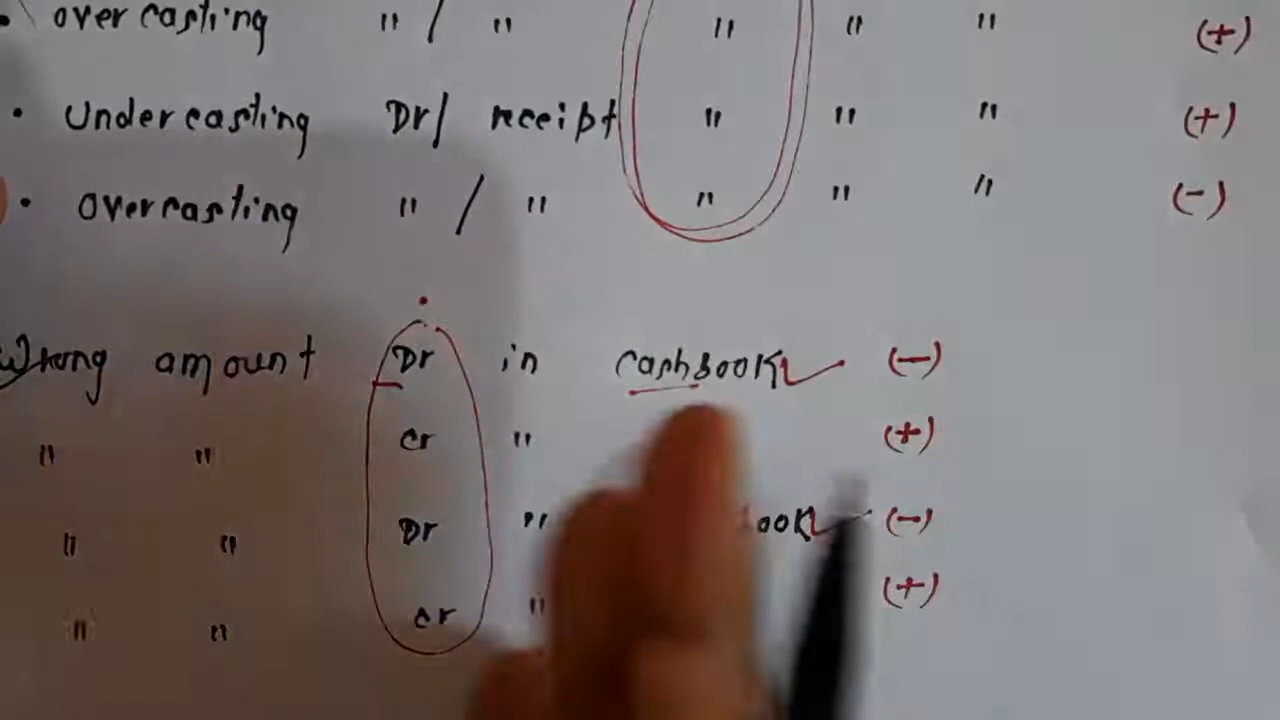 • overcasting " / " " " " (+)
• Undercasting Dr/ receipt " " " (+)
• overcasting " / " " " " (-)
Wrong amount Dr in cashbook (-)
" " Cr " (+)
" " Dr " ook (-)
" " cr " (+)